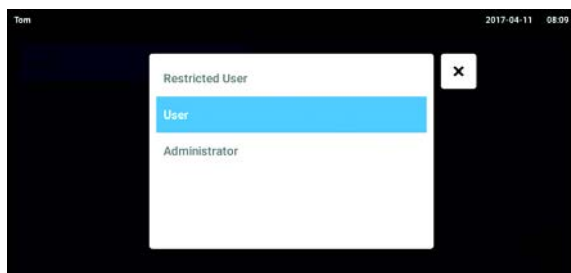 Tom 2017-04-11 08:09
Restricted User
User
Administrator